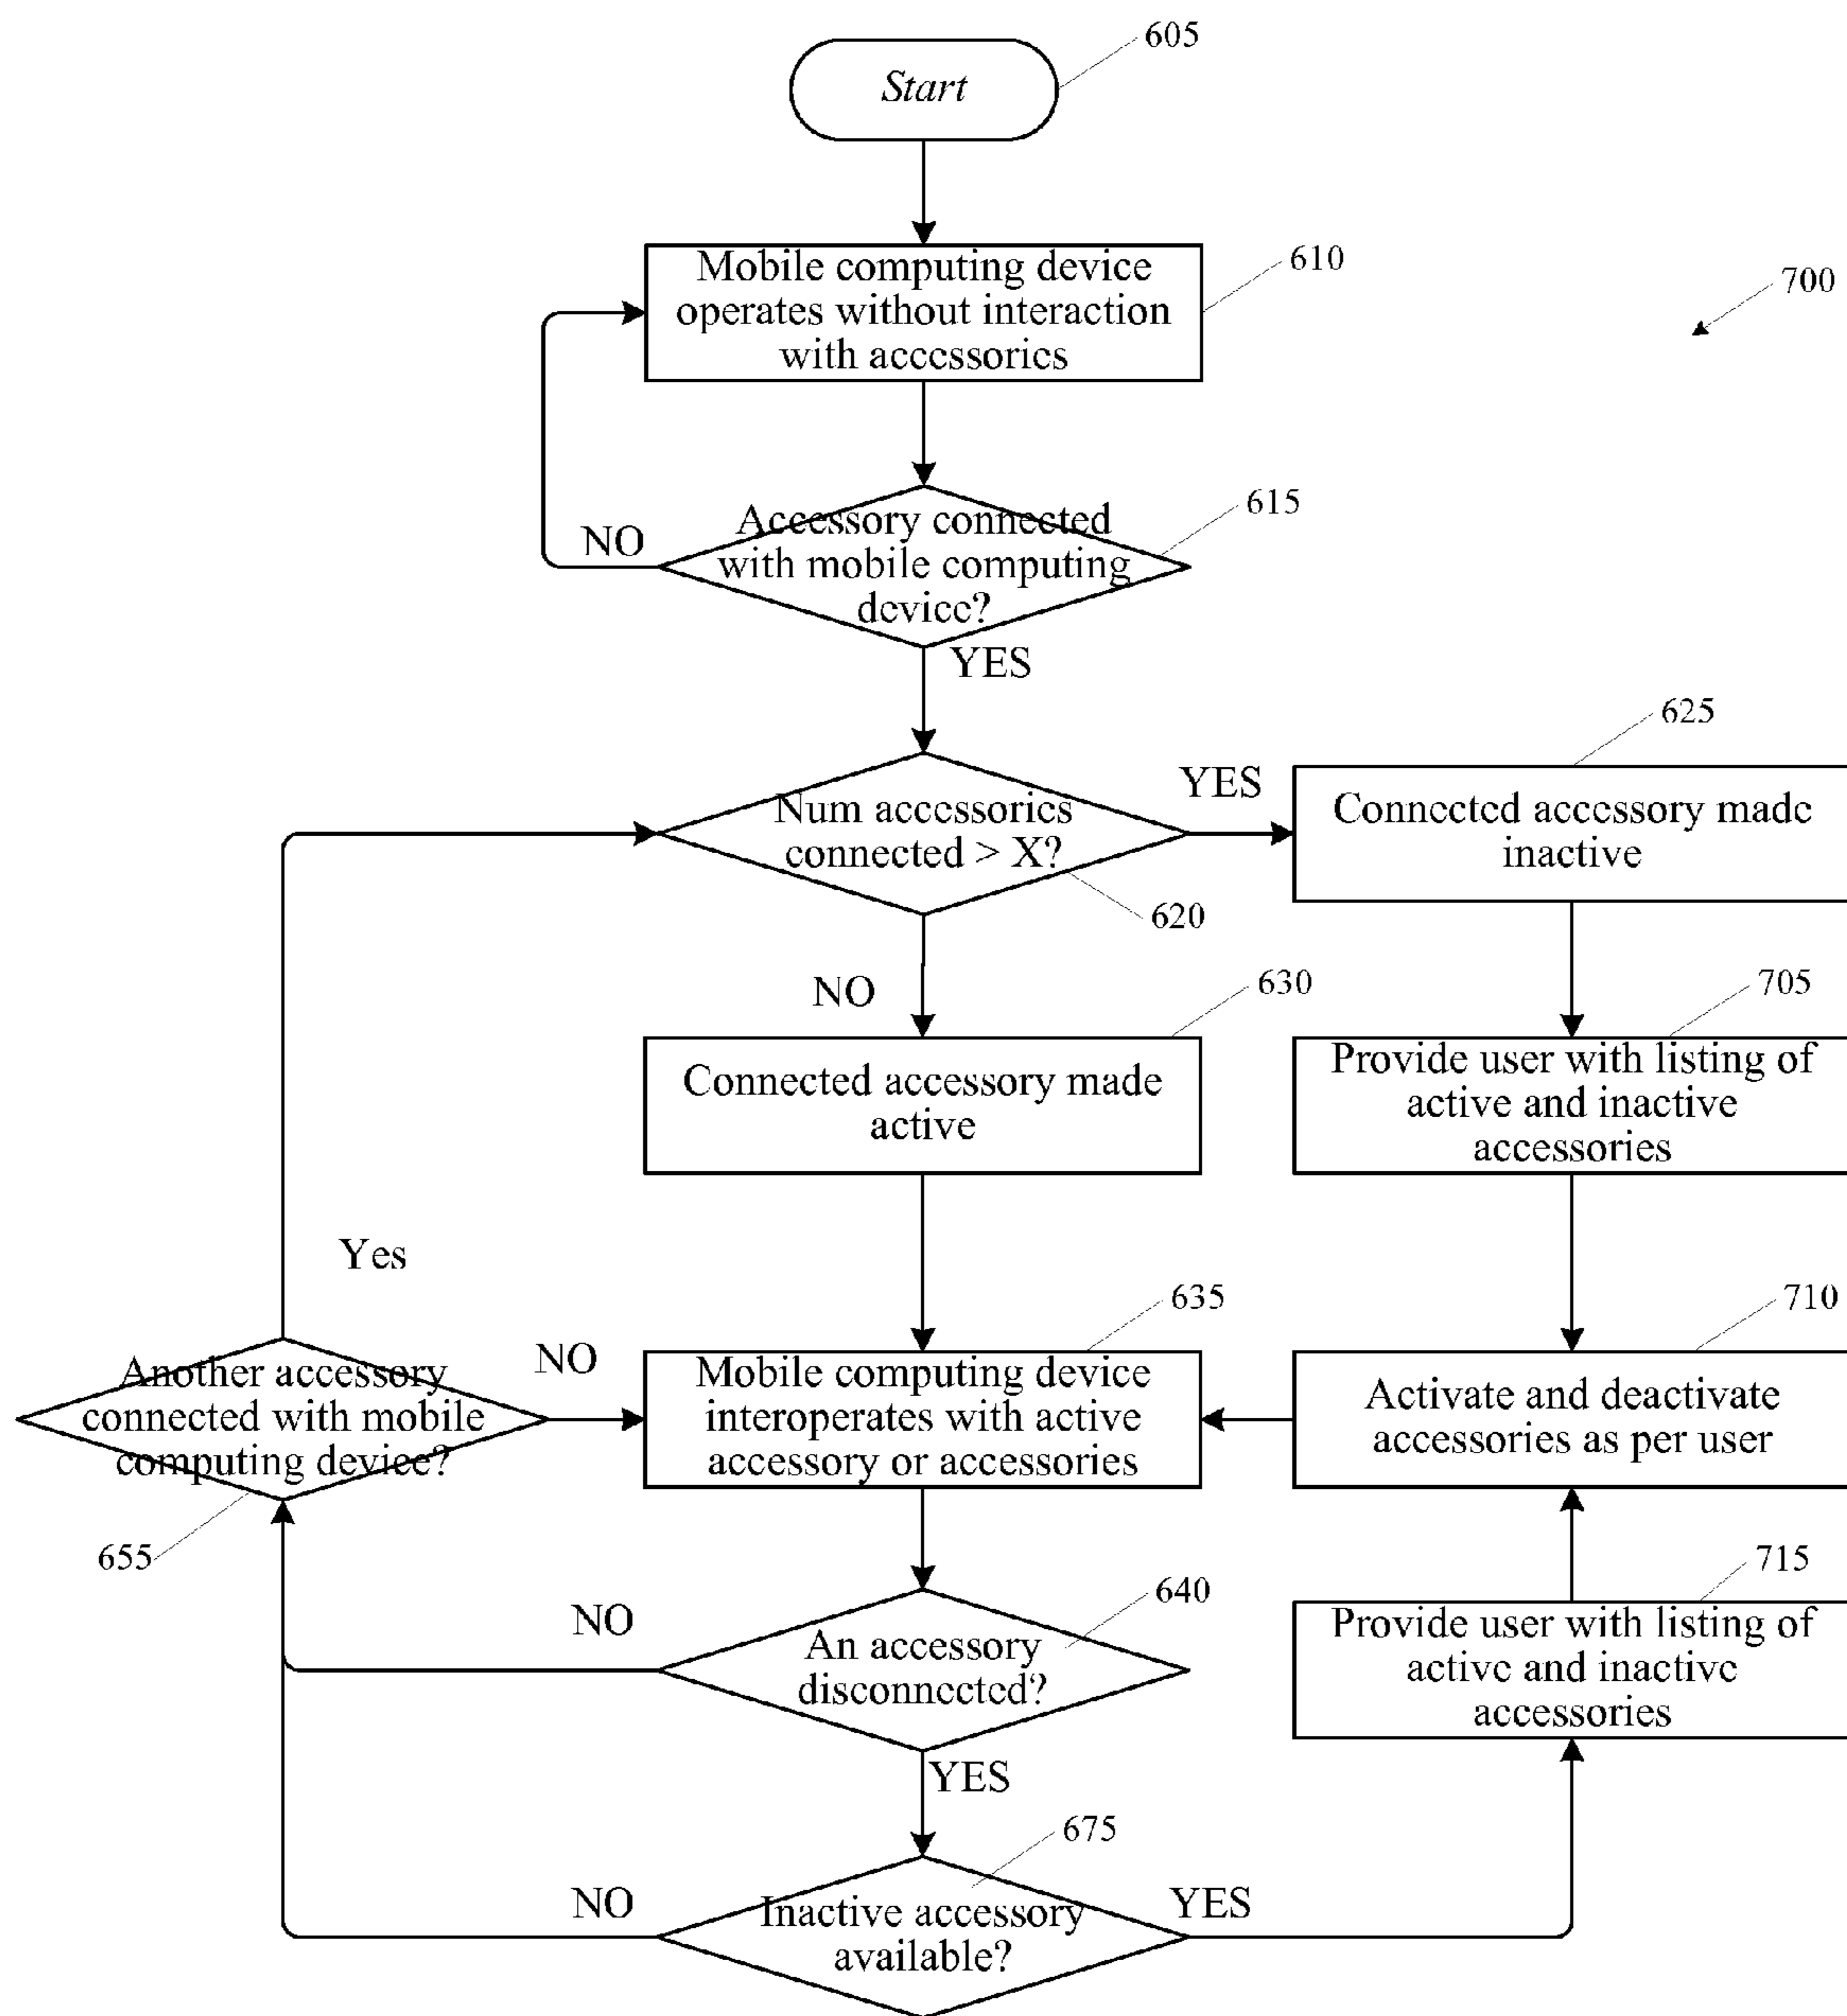 605
Start
Mobile computing device
operates without interaction
with accessories
610
700
Accessory connected
with mobile computing
device?
615
NO
YES
Num accessories
connected > X?
620
YES
625
Connected accessory made
inactive
NO
630
Connected accessory made
active
705
Provide user with listing of
active and inactive
accessories
Yes
Another accessory
connected with mobile
computing device?
655
NO
635
Mobile computing device
interoperates with active
accessory or accessories
710
Activate and deactivate
accessories as per user
640
An accessory
disconnected?
NO
YES
715
Provide user with listing of
active and inactive
accessories
675
Inactive accessory
available?
NO
YES